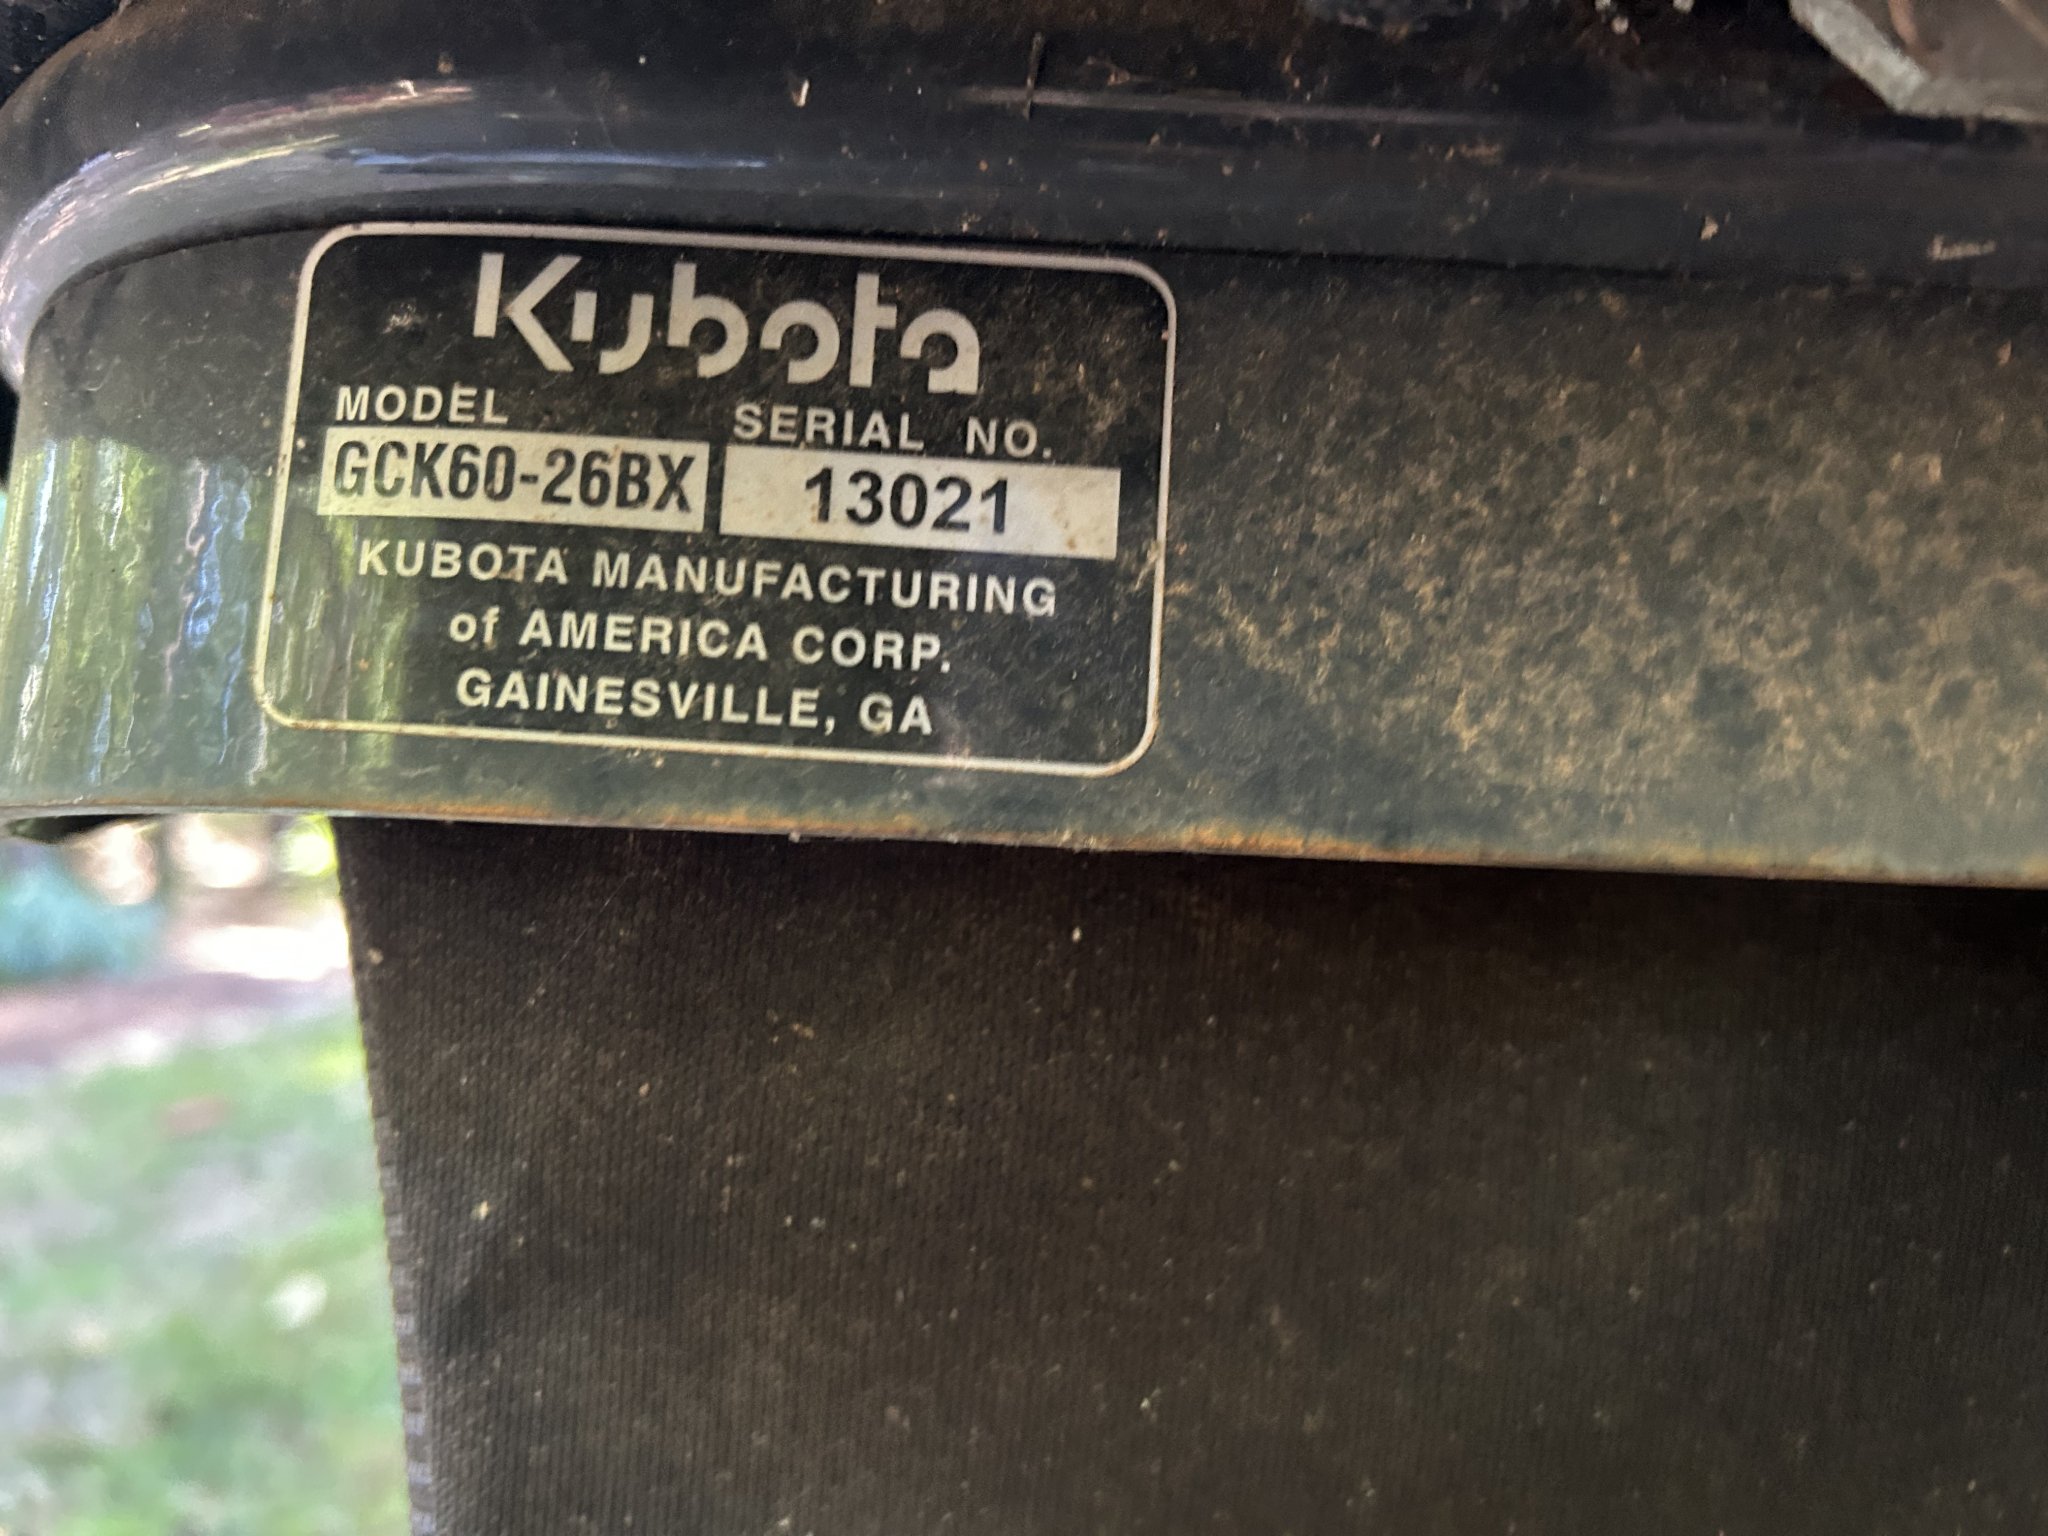 Kubota
MODEL SERIAL NO.
GCK60-26BX 13021
KUBOTA MANUFACTURING
of AMERICA CORP.
GAINESVILLE, GA